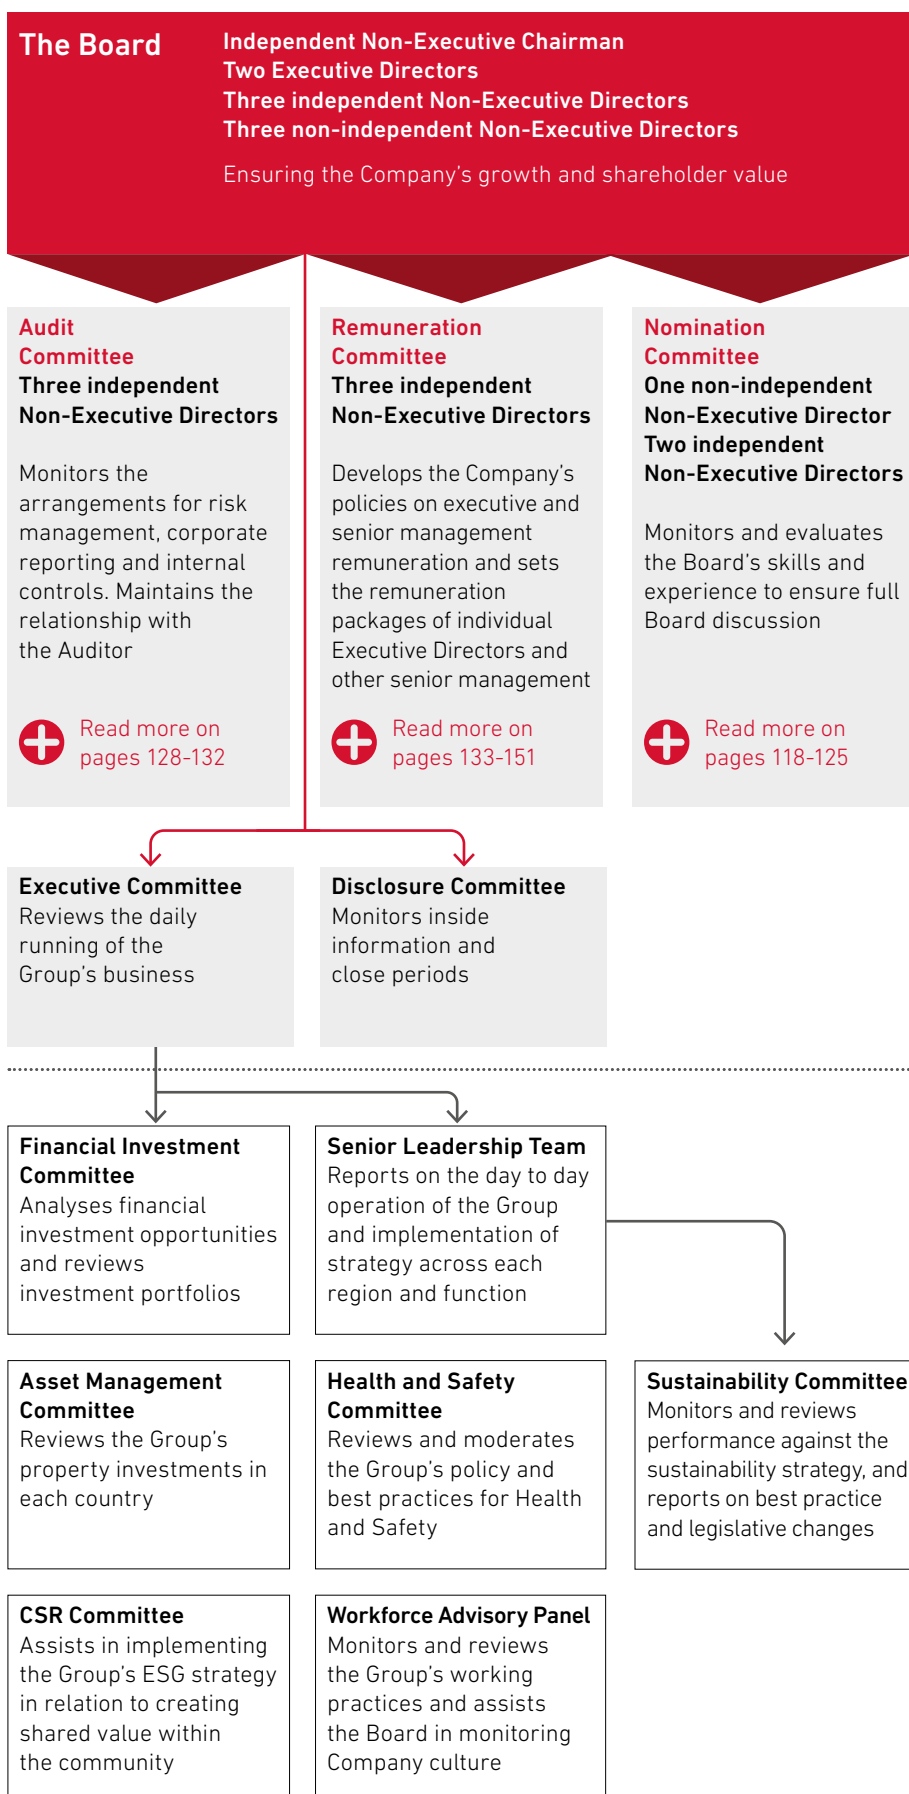 The Board
Independent Non-Executive Chairman
Two Executive Directors
Three independent Non-Executive Directors
Three non-independent Non-Executive Directors
Ensuring the Company’s growth and shareholder value
Audit
Committee
Three independent
Non-Executive Directors
Monitors the
arrangements for risk
management, corporate
reporting and internal
controls. Maintains the
relationship with
the Auditor
Read more on
pages 128-132
Remuneration
Committee
Three independent
Non-Executive Directors
Develops the Company’s
policies on executive and
senior management
remuneration and sets
the remuneration
packages of individual
Executive Directors and
other senior management
Read more on
pages 133-151
Nomination
Committee
One non-independent
Non-Executive Director
Two independent
Non-Executive Directors
Monitors and evaluates
the Board’s skills and
experience to ensure full
Board discussion
Read more on
pages 118-125
Executive Committee
Reviews the daily
running of the
Group’s business
Disclosure Committee
Monitors inside
information and
close periods
Financial Investment
Committee
Analyses financial
investment opportunities
and reviews
investment portfolios
Senior Leadership Team
Reports on the day to day
operation of the Group
and implementation of
strategy across each
region and function
Asset Management
Committee
Reviews the Group’s
property investments in
each country
Health and Safety
Committee
Reviews and moderates
the Group’s policy and
best practices for Health
and Safety
Sustainability Committee
Monitors and reviews
performance against the
sustainability strategy, and
reports on best practice
and legislative changes
CSR Committee
Assists in implementing
the Group’s ESG strategy
in relation to creating
shared value within
the community
Workforce Advisory Panel
Monitors and reviews
the Group’s working
practices and assists
the Board in monitoring
Company culture